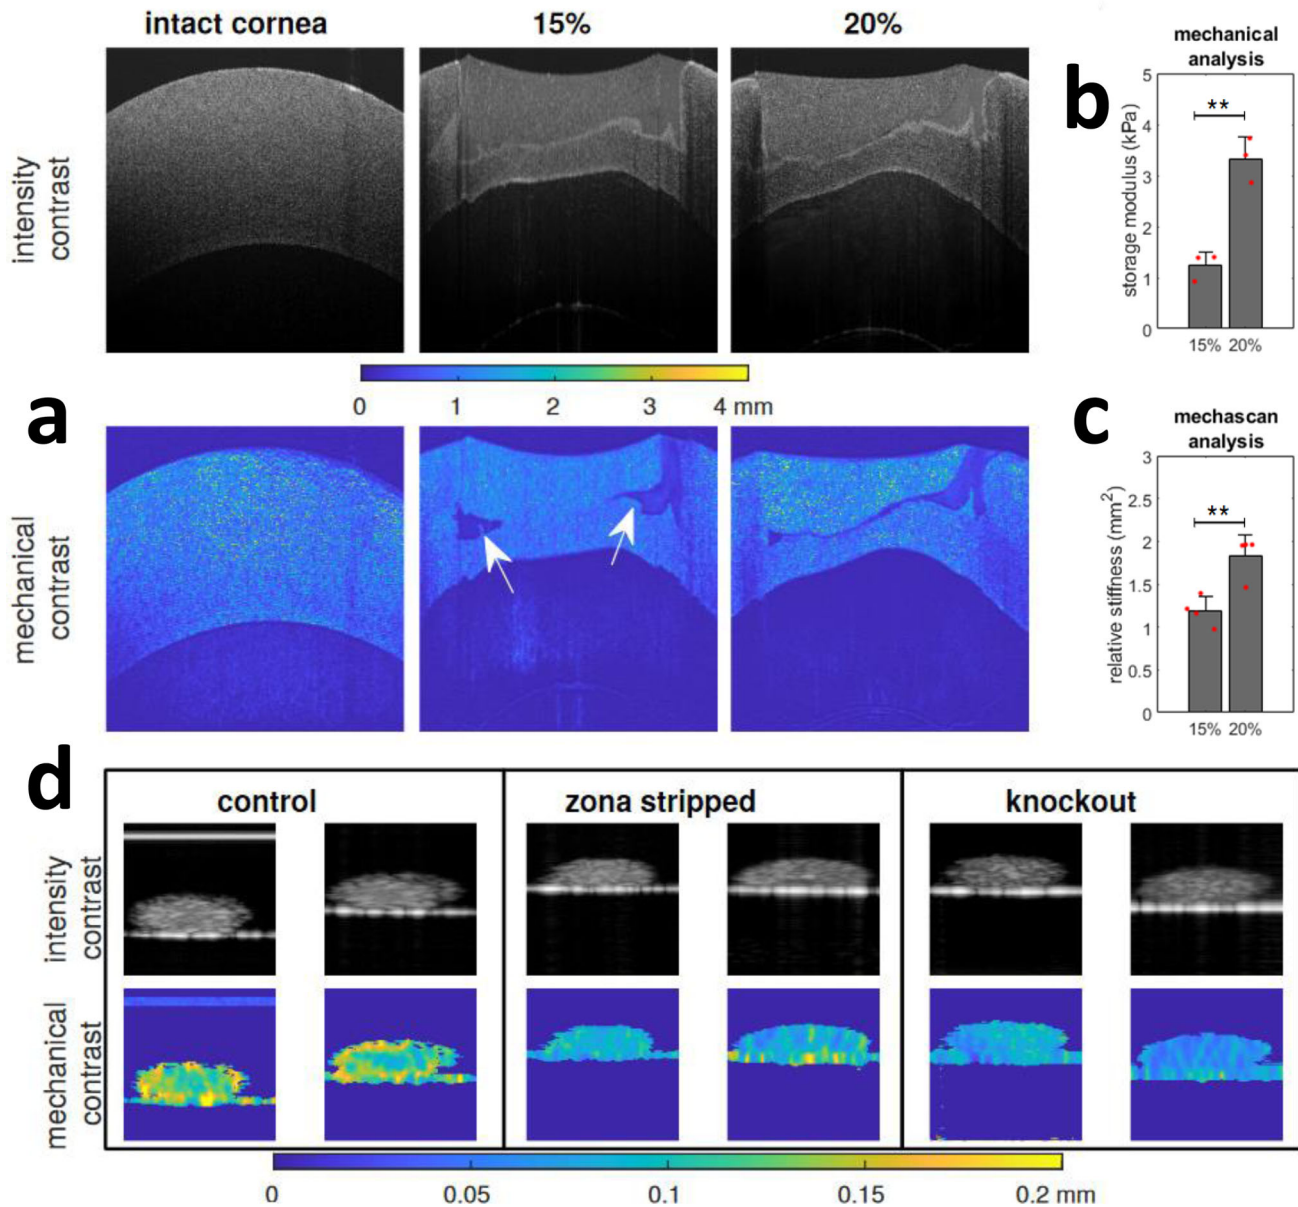 intact cornea 15% 20%
intensity
contrast
0 1 2 3 4 mm
a
mechanical
contrast
b
mechanical
analysis
storage modulus (kPa)
5
4
3
2
1
0
**
15% 20%
c
mechascan
analysis
relative stiffness (mm²)
3
2.5
2
1.5
1
0.5
0
**
15% 20%
d
control zona stripped knockout
intensity
contrast
mechanical
contrast
0 0.05 0.1 0.15 0.2 mm